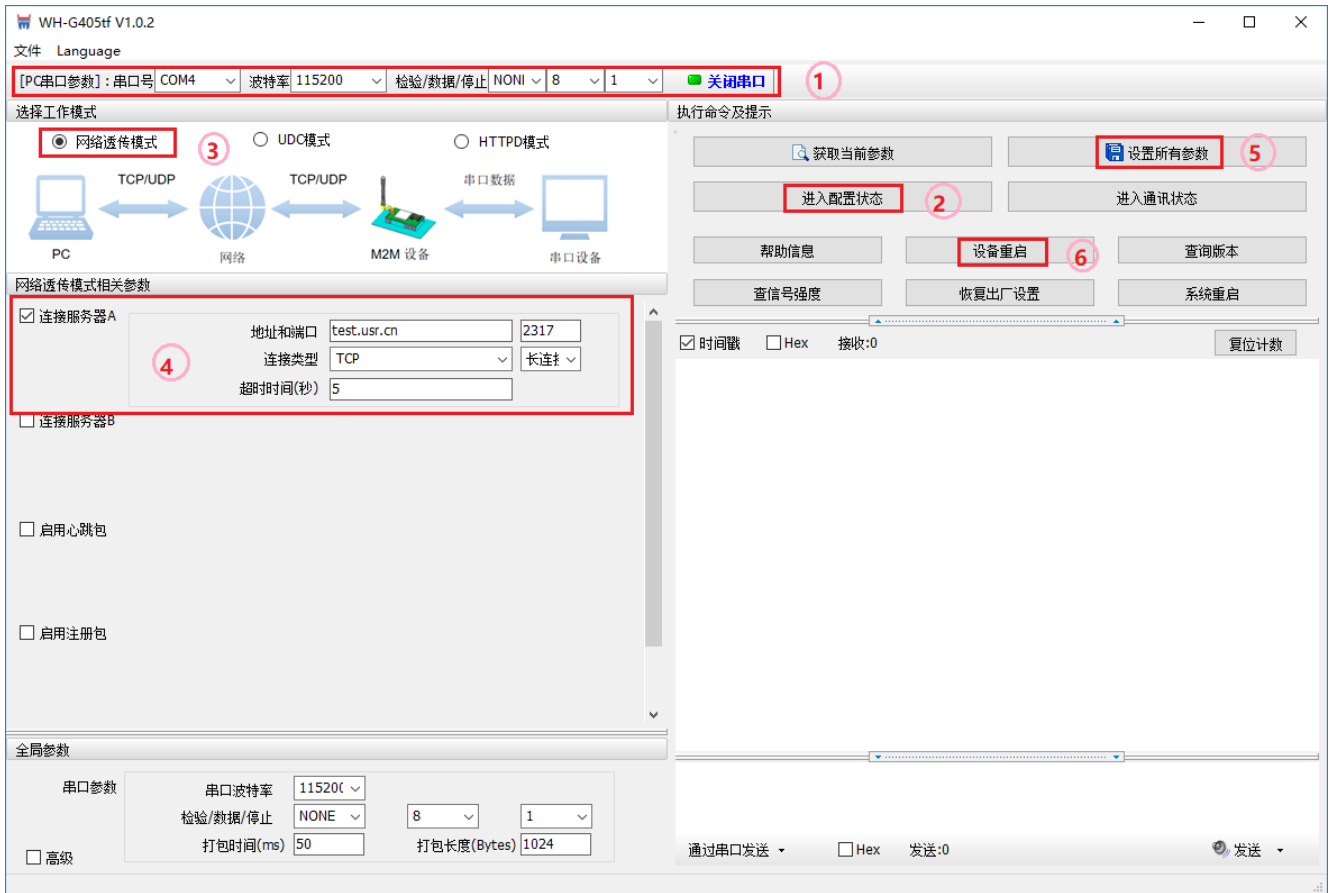 WH-G405tf V1.0.2
文件 Language
[PC串口参数]:串口号 COM4 波特率 115200 检验/数据/停止 NONI 8 1 关闭串口 1
选择工作模式
网络透传模式 3 UDC模式 HTTPD模式
TCP/UDP TCP/UDP 串口数据
PC 网络 M2M 设备 串口设备
网络透传模式相关参数
连接服务器A
地址和端口 test.usr.cn 2317
4 连接类型 TCP 长连接
超时时间(秒) 5
连接服务器B
启用心跳包
启用注册包
全局参数
串口参数 串口波特率 115200
检验/数据/停止 NONE 8 1
打包时间(ms) 50 打包长度(Bytes) 1024
高级
执行命令及提示
获取当前参数 设置所有参数 5
进入配置状态 2 进入通讯状态
帮助信息 设备重启 6 查询版本
查信号强度 恢复出厂设置 系统重启
时间戳 Hex 接收:0 复位计数
通过串口发送 Hex 发送:0 发送